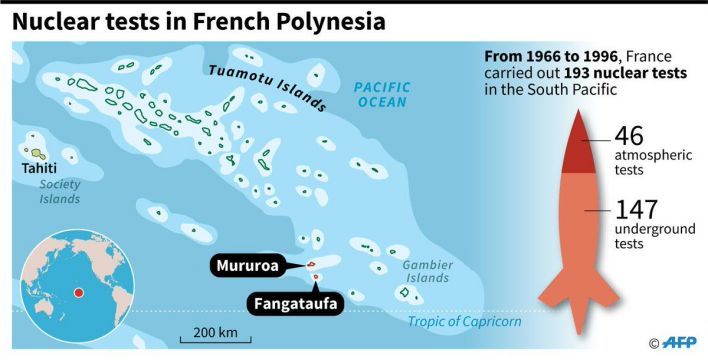 Nuclear tests in French Polynesia
Tuamotu Islands
PACIFIC
OCEAN
From 1966 to 1996, France
carried out 193 nuclear tests
in the South Pacific
46
atmospheric
tests
147
underground
tests
Tahiti
Society
Islands
Mururoa
Fangataufa
Gambier
Islands
200 km
Tropic of Capricorn
© AFP